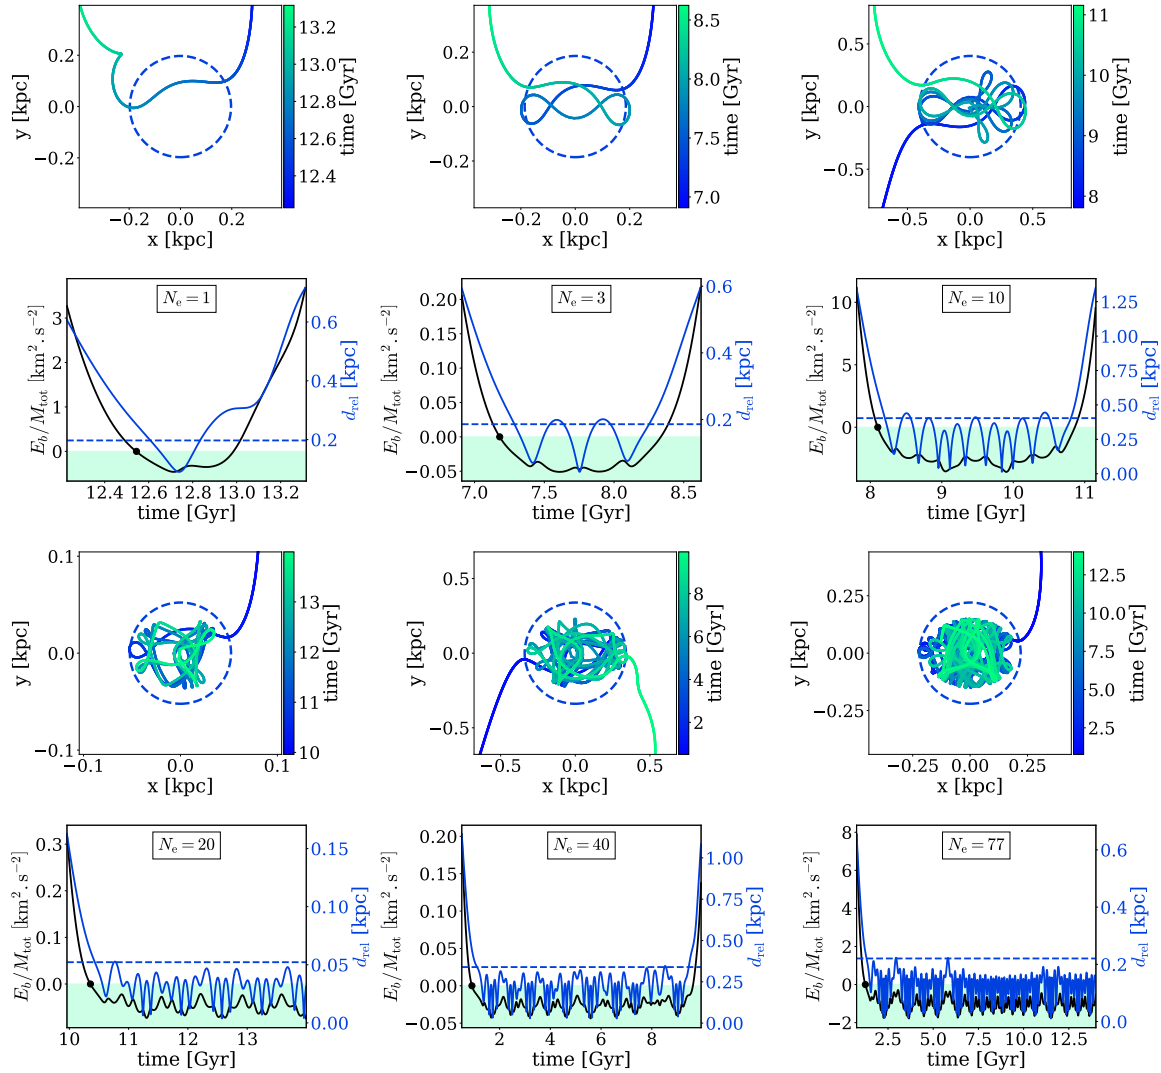 y [kpc]
0.2
0.0
−0.2
−0.2 0.0 0.2
x [kpc]
13.2
13.0
12.8
12.6
12.4
time [Gyr]
y [kpc]
0.2
0.0
−0.2
−0.2 0.0 0.2
x [kpc]
8.5
8.0
7.5
7.0
time [Gyr]
y [kpc]
0.5
0.0
−0.5
−0.5 0.0 0.5
x [kpc]
11
10
9
8
time [Gyr]
N_e = 1
E_b/M_tot [km².s⁻²]
3
2
1
0
12.4 12.6 12.8 13.0 13.2
time [Gyr]
0.6
0.4
0.2
d_rel [kpc]
N_e = 3
E_b/M_tot [km².s⁻²]
0.20
0.15
0.10
0.05
0.00
−0.05
7.0 7.5 8.0 8.5
time [Gyr]
0.6
0.4
0.2
0.0
d_rel [kpc]
N_e = 10
E_b/M_tot [km².s⁻²]
10
5
0
−5
8 9 10 11
time [Gyr]
1.25
1.00
0.75
0.50
0.25
0.00
d_rel [kpc]
y [kpc]
0.1
0.0
−0.1
−0.1 0.0 0.1
x [kpc]
13
12
11
10
time [Gyr]
y [kpc]
0.5
0.0
−0.5
−0.5 0.0 0.5
x [kpc]
8
6
4
2
time [Gyr]
y [kpc]
0.25
0.00
−0.25
−0.25 0.00 0.25
x [kpc]
12.5
10.0
7.5
5.0
2.5
time [Gyr]
N_e = 20
E_b/M_tot [km².s⁻²]
0.3
0.2
0.1
0.0
10 11 12 13
time [Gyr]
0.15
0.10
0.05
0.00
d_rel [kpc]
N_e = 40
E_b/M_tot [km².s⁻²]
0.20
0.15
0.10
0.05
0.00
−0.05
2 4 6 8
time [Gyr]
1.00
0.75
0.50
0.25
0.00
d_rel [kpc]
N_e = 77
E_b/M_tot [km².s⁻²]
8
6
4
2
0
−2
2.5 5.0 7.5 10.0 12.5
time [Gyr]
0.6
0.4
0.2
0.0
d_rel [kpc]